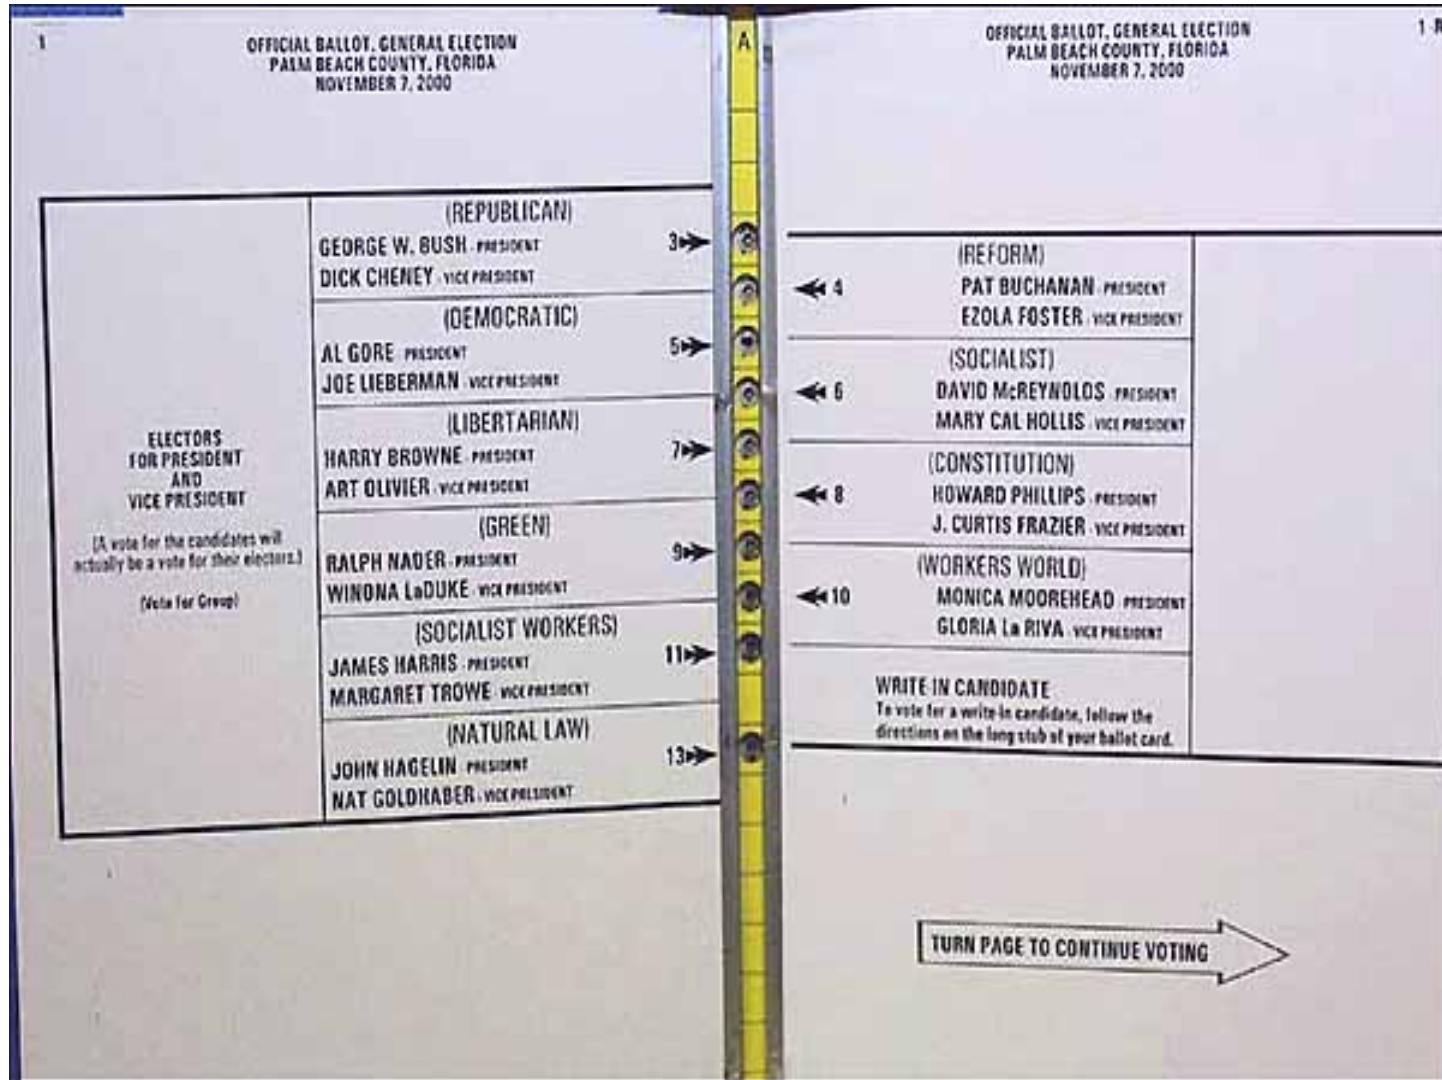 1
OFFICIAL BALLOT, GENERAL ELECTION
PALM BEACH COUNTY, FLORIDA
NOVEMBER 7, 2000
ELECTORS
FOR PRESIDENT
AND
VICE PRESIDENT
(A vote for the candidates will
actually be a vote for their electors.)
(Vote for Group)
(REPUBLICAN)
GEORGE W. BUSH - PRESIDENT
DICK CHENEY - VICE PRESIDENT
3
(DEMOCRATIC)
AL GORE - PRESIDENT
JOE LIEBERMAN - VICE PRESIDENT
5
(LIBERTARIAN)
HARRY BROWNE - PRESIDENT
ART OLIVIER - VICE PRESIDENT
7
(GREEN)
RALPH NADER - PRESIDENT
WINONA LaDUKE - VICE PRESIDENT
9
(SOCIALIST WORKERS)
JAMES HARRIS - PRESIDENT
MARGARET TROWE - VICE PRESIDENT
11
(NATURAL LAW)
JOHN HAGELIN - PRESIDENT
NAT GOLDHABER - VICE PRESIDENT
13
A
OFFICIAL BALLOT, GENERAL ELECTION
PALM BEACH COUNTY, FLORIDA
NOVEMBER 7, 2000
1-R
(REFORM)
4 PAT BUCHANAN - PRESIDENT
EZOLA FOSTER - VICE PRESIDENT
(SOCIALIST)
6 DAVID McREYNOLDS - PRESIDENT
MARY CAL HOLLIS - VICE PRESIDENT
(CONSTITUTION)
8 HOWARD PHILLIPS - PRESIDENT
J. CURTIS FRAZIER - VICE PRESIDENT
(WORKERS WORLD)
10 MONICA MOOREHEAD - PRESIDENT
GLORIA La RIVA - VICE PRESIDENT
WRITE IN CANDIDATE
To vote for a write-in candidate, follow the
directions on the long stub of your ballot card.
TURN PAGE TO CONTINUE VOTING